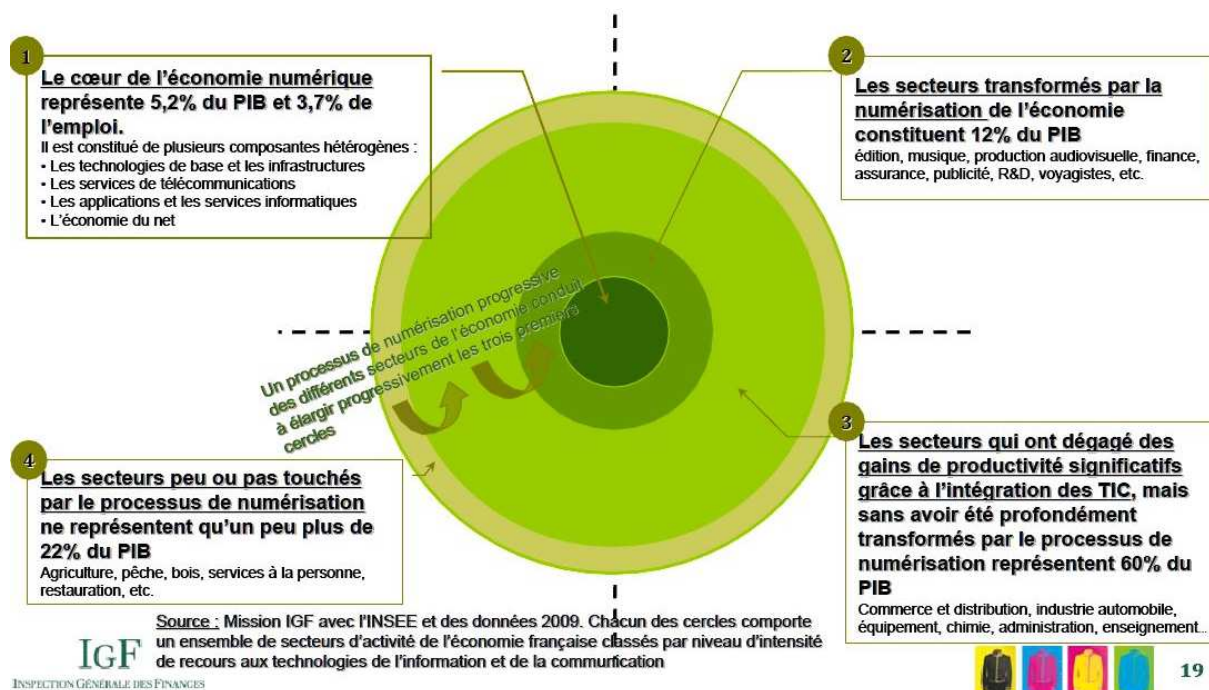 1
Le cœur de l'économie numérique
représente 5,2% du PIB et 3,7% de
l'emploi.
Il est constitué de plusieurs composantes hétérogènes :
• Les technologies de base et les infrastructures
• Les services de télécommunications
• Les applications et les services informatiques
• L'économie du net
2
Les secteurs transformés par la
numérisation de l'économie
constituent 12% du PIB
édition, musique, production audiovisuelle, finance,
assurance, publicité, R&D, voyagistes, etc.
Un processus de numérisation progressive
des différents secteurs de l'économie conduit
à élargir progressivement les trois premiers
cercles
3
Les secteurs qui ont dégagé des
gains de productivité significatifs
grâce à l'intégration des TIC, mais
sans avoir été profondément
transformés par le processus de
numérisation représentent 60% du
PIB
Commerce et distribution, industrie automobile,
équipement, chimie, administration, enseignement...
4
Les secteurs peu ou pas touchés
par le processus de numérisation
ne représentent qu'un peu plus de
22% du PIB
Agriculture, pêche, bois, services à la personne,
restauration, etc.
Source : Mission IGF avec l'INSEE et des données 2009. Chacun des cercles comporte
un ensemble de secteurs d'activité de l'économie française classés par niveau d'intensité
de recours aux technologies de l'information et de la communication
IGF
INSPECTION GÉNÉRALE DES FINANCES
19